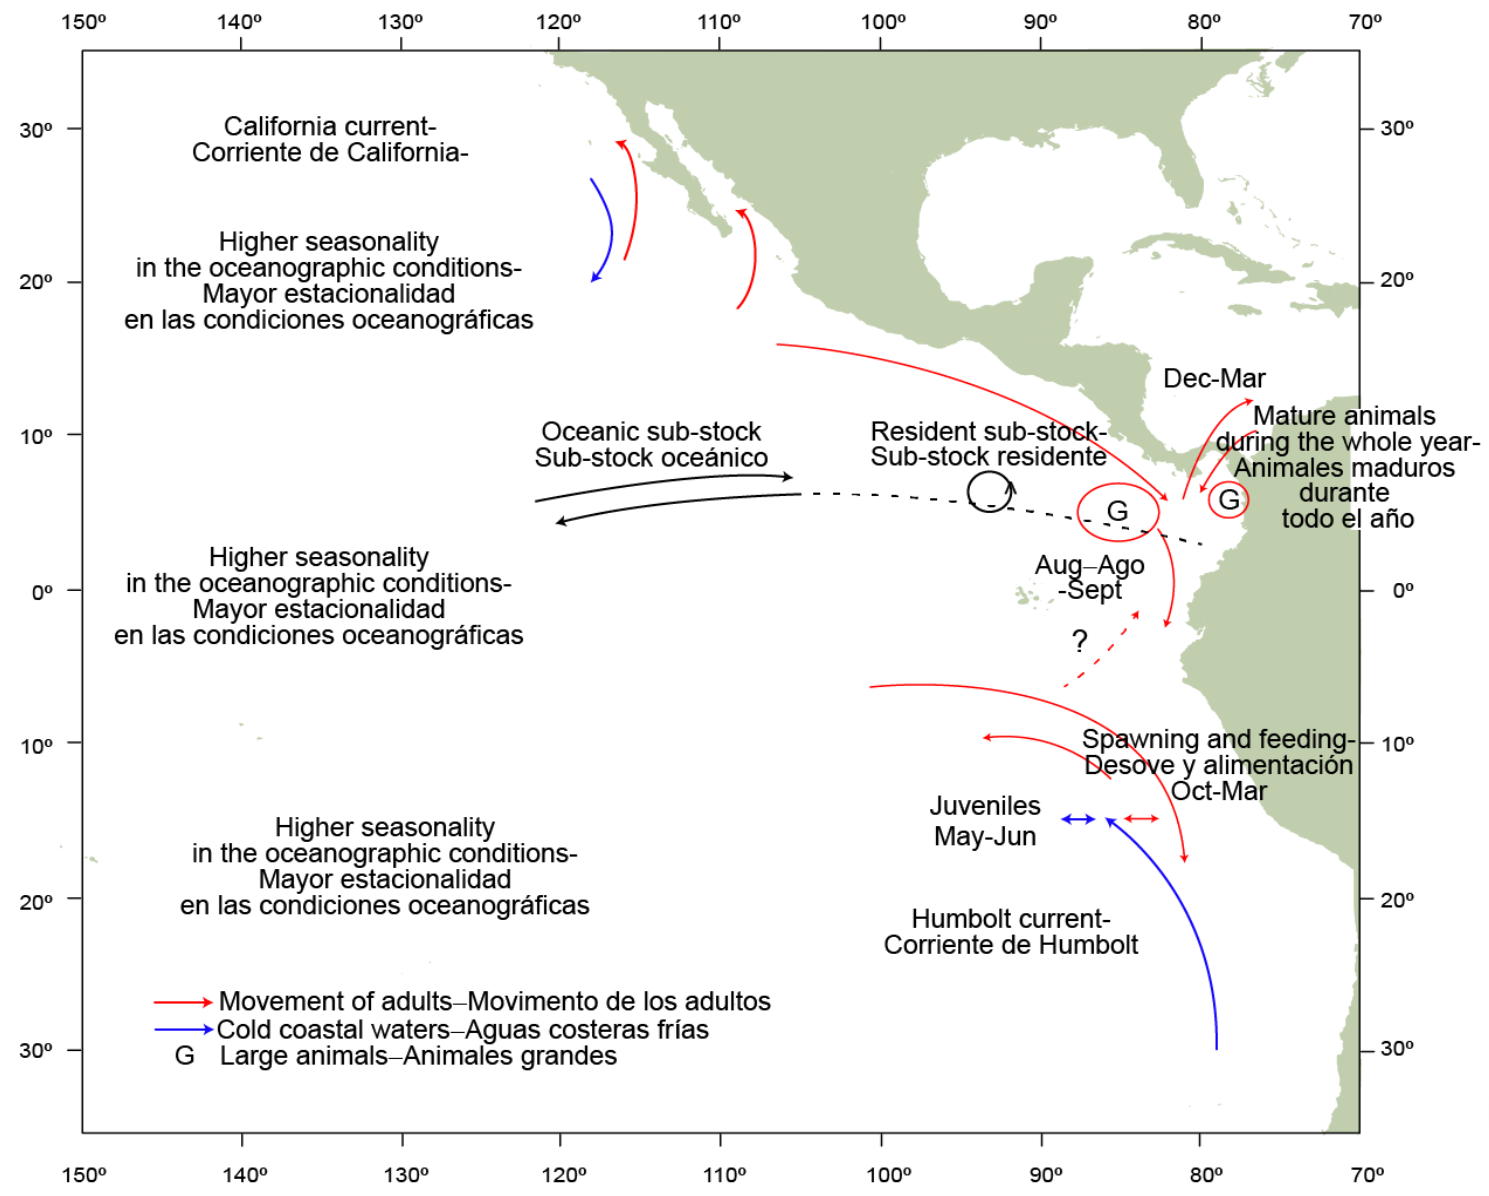 150º 140º 130º 120º 110º 100º 90º 80º 70º
30º 30º
California current-
Corriente de California-
Higher seasonality
in the oceanographic conditions-
Mayor estacionalidad
en las condiciones oceanográficas
20º 20º
Dec-Mar
Mature animals
during the whole year-
Animales maduros
durante
todo el año
10º 10º
Oceanic sub-stock
Sub-stock oceánico
Resident sub-stock-
Sub-stock residente
G
G
Aug–Ago
-Sept
Higher seasonality
in the oceanographic conditions-
Mayor estacionalidad
en las condiciones oceanográficas
0º 0º
?
10º 10º
Spawning and feeding-
Desove y alimentación
Oct-Mar
Juveniles
May-Jun
Higher seasonality
in the oceanographic conditions-
Mayor estacionalidad
en las condiciones oceanográficas
20º 20º
Humbolt current-
Corriente de Humbolt
Movement of adults–Movimento de los adultos
Cold coastal waters–Aguas costeras frías
G Large animals–Animales grandes
30º 30º
150º 140º 130º 120º 110º 100º 90º 80º 70º